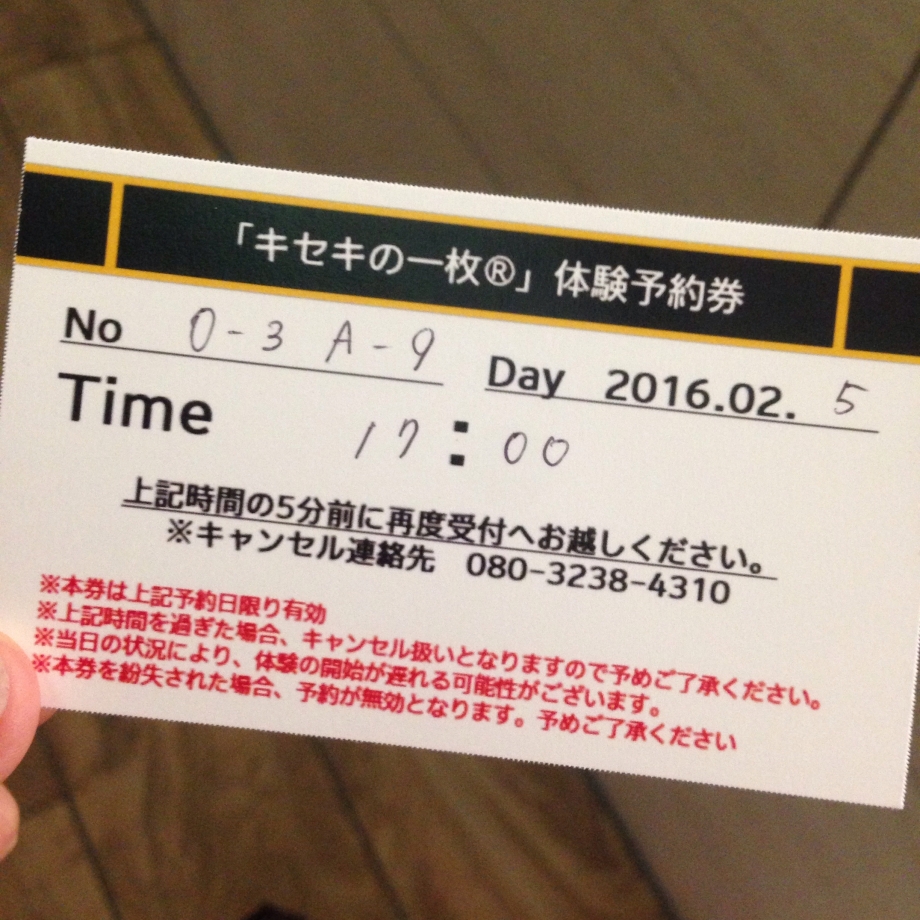 「キセキの一枚®」体験予約券
No 0-3 A-9 Day 2016.02. 5
Time 17:00
上記時間の5分前に再度受付へお越しください。
※キャンセル連絡先 080-3238-4310
※本券は上記予約日限り有効
※上記時間を過ぎた場合、キャンセル扱いとなりますので予めご了承ください。
※当日の状況により、体験の開始が遅れる可能性がございます。
※本券を紛失された場合、予約が無効となります。予めご了承ください